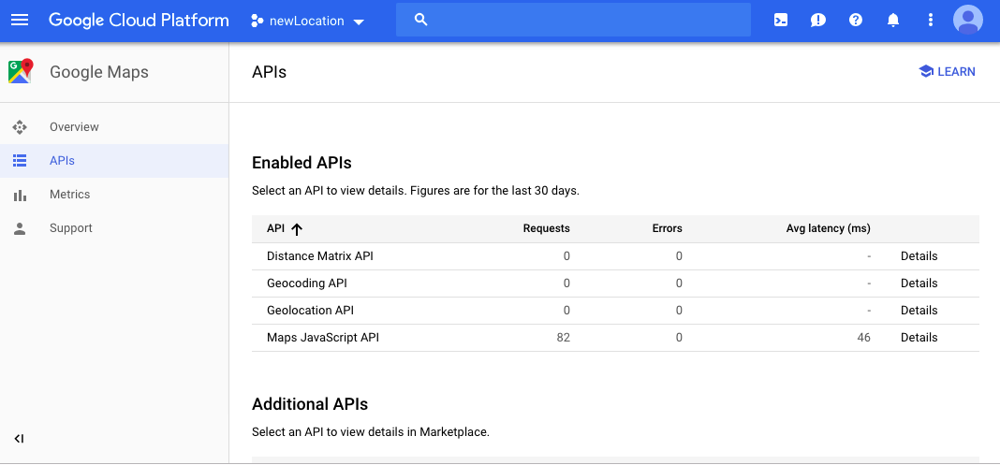 Google Cloud Platform
newLocation
Google Maps
APIs
LEARN
Overview
APIs
Metrics
Support
Enabled APIs
Select an API to view details. Figures are for the last 30 days.
API Requests Errors Avg latency (ms)
Distance Matrix API 0 0 - Details
Geocoding API 0 0 - Details
Geolocation API 0 0 - Details
Maps JavaScript API 82 0 46 Details
Additional APIs
Select an API to view details in Marketplace.